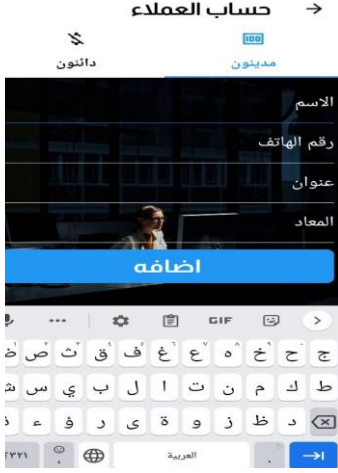 حساب العملاء
مدينون دائنون
الاسم
رقم الهاتف
عنوان
المعاد
اضافه
GIF
ج ح خ ه ع غ ف ق ث ص ض
ط ك م ن ت ا ل ب ي س ش
د ظ ز و ة ى ر ؤ ء ذ
العربية